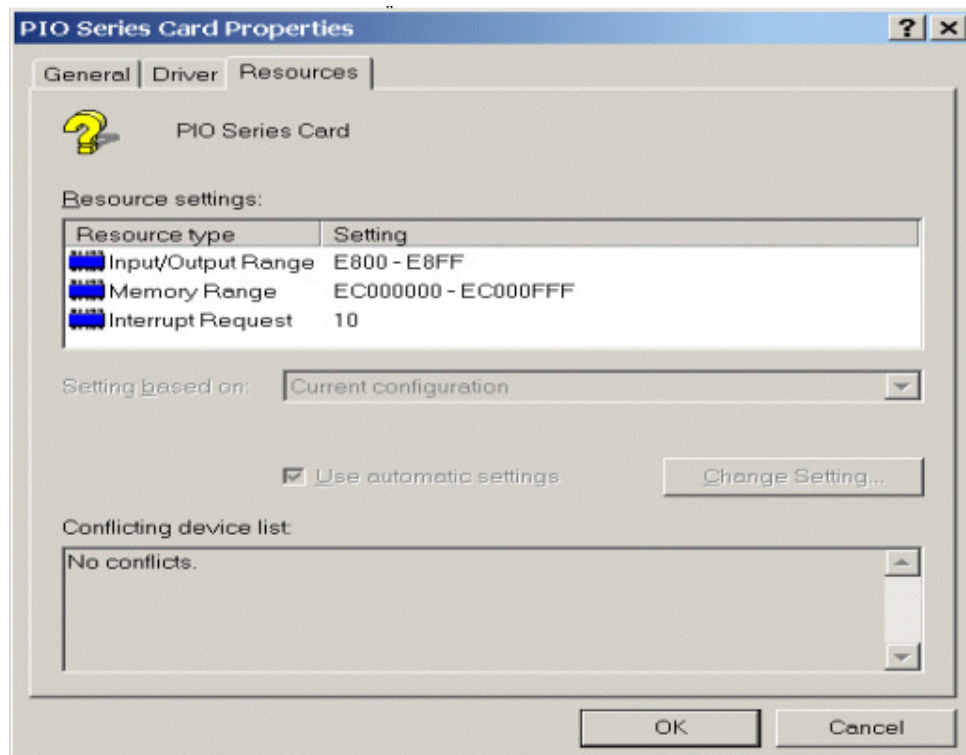 PIO Series Card Properties
General Driver Resources
PIO Series Card
Resource settings:
Resource type Setting
Input/Output Range E800 - E8FF
Memory Range EC000000 - EC000FFF
Interrupt Request 10
Setting based on: Current configuration
Use automatic settings Change Setting...
Conflicting device list:
No conflicts.
OK Cancel